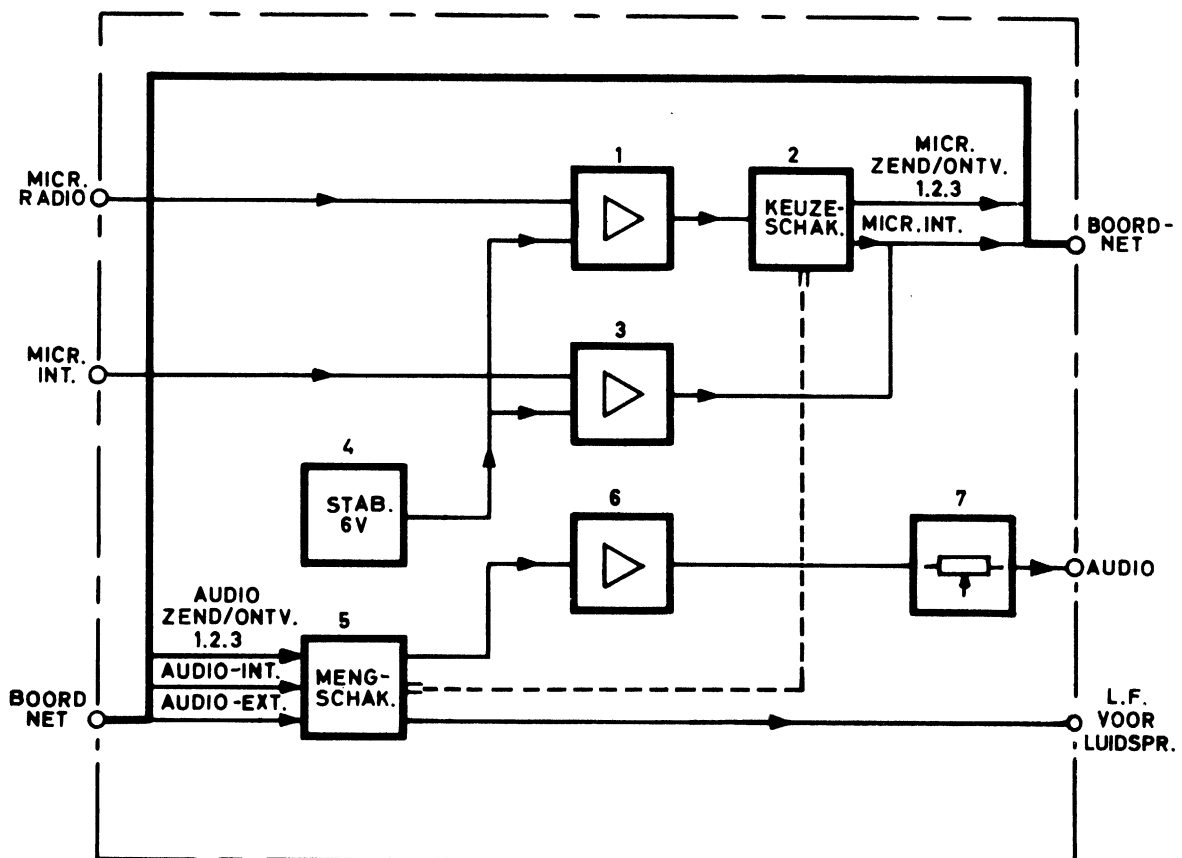 1
2
MICR.
ZEND/ONTV.
1.2.3
MICR.
RADIO
KEUZE-
SCHAK.
MICR.INT.
BOORD-
NET
3
MICR.
INT.
4
STAB.
6V
6
7
AUDIO
AUDIO
ZEND/ONTV.
1.2.3
5
AUDIO-INT.
MENG-
SCHAK.
AUDIO-EXT.
BOORD
NET
L.F.
VOOR
LUIDSPR.